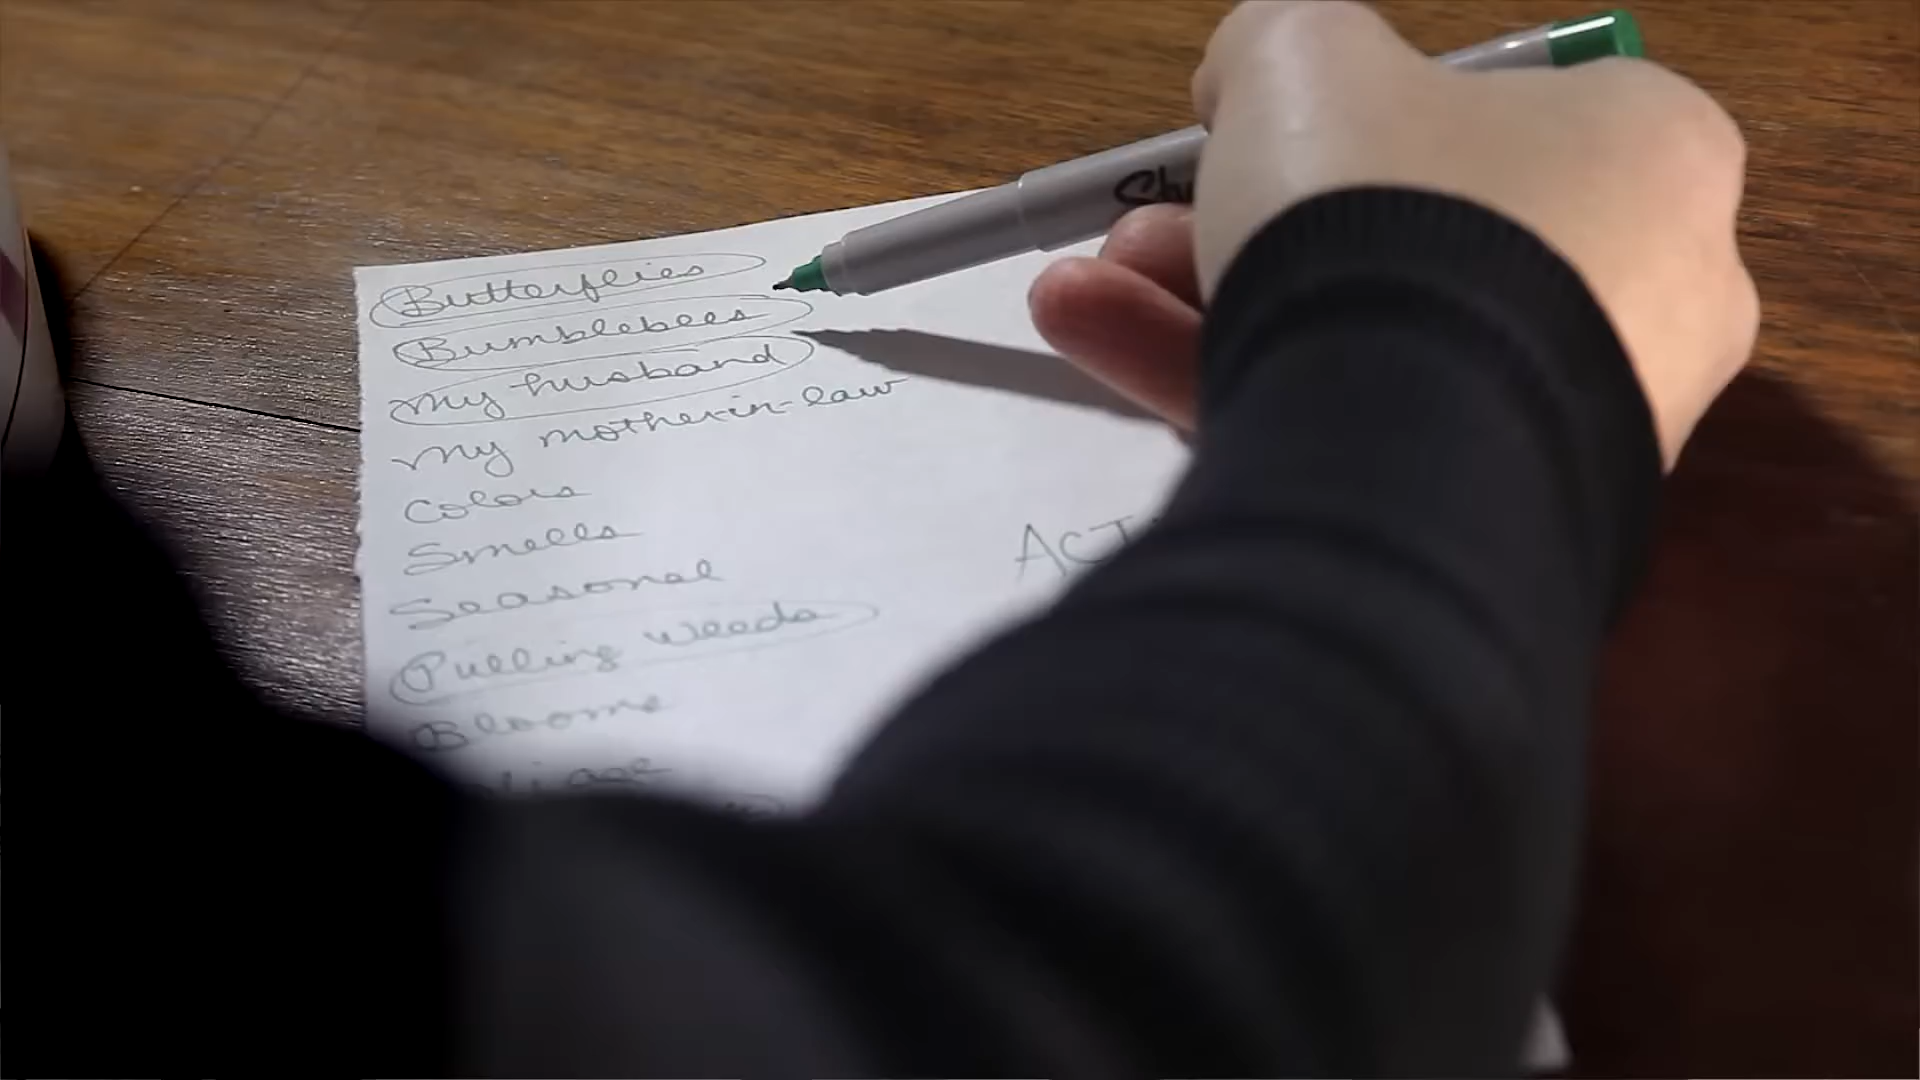 Butterflies
Bumblebees
my husband
my mother-in-law
Colors
Smells
Seasonal
Pulling weeds
Blooms